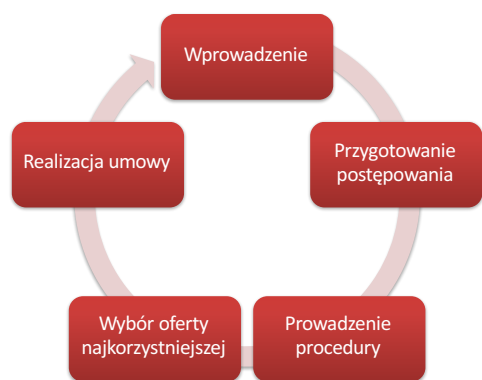 Wprowadzenie
Przygotowanie
postępowania
Prowadzenie
procedury
Wybór oferty
najkorzystniejszej
Realizacja umowy